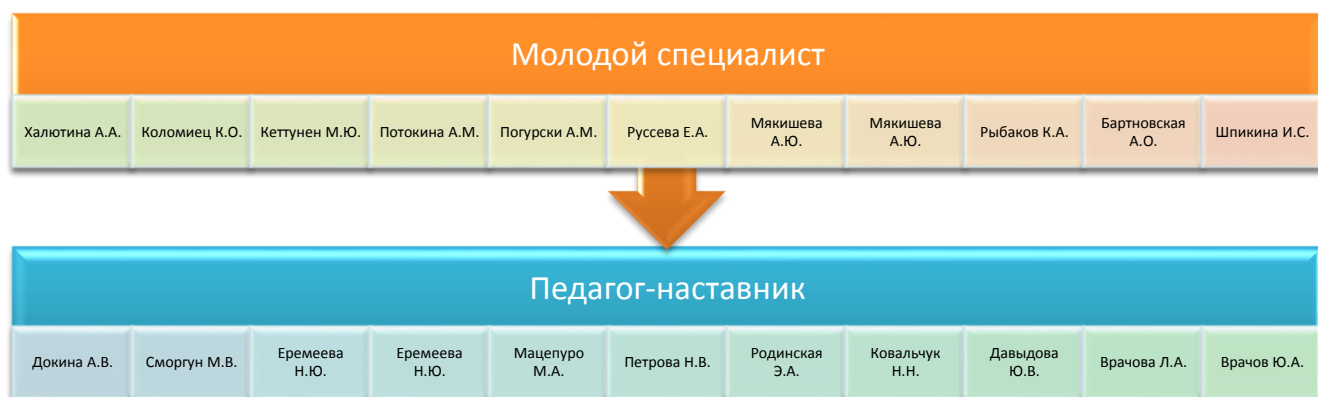 Молодой специалист
Халютина А.А.
Коломиец К.О.
Кеттунен М.Ю.
Потокина А.М.
Погурски А.М.
Руссева Е.А.
Мякишева
А.Ю.
Мякишева
А.Ю.
Рыбаков К.А.
Бартновская
А.О.
Шпикина И.С.
Педагог-наставник
Докина А.В.
Сморгун М.В.
Еремеева
Н.Ю.
Еремеева
Н.Ю.
Мацепуро
М.А.
Петрова Н.В.
Родинская
Э.А.
Ковальчук
Н.Н.
Давыдова
Ю.В.
Врачова Л.А.
Врачов Ю.А.